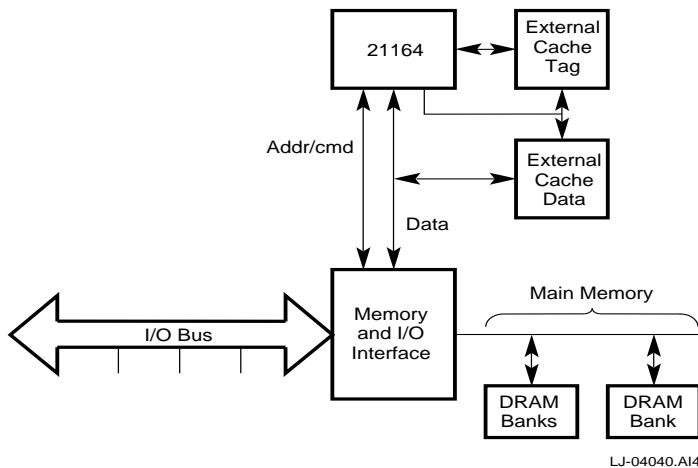 21164
External
Cache
Tag
Addr/cmd
External
Cache
Data
Data
Main Memory
Memory
and I/O
Interface
I/O Bus
DRAM
Banks
DRAM
Bank
LJ-04040.AI4